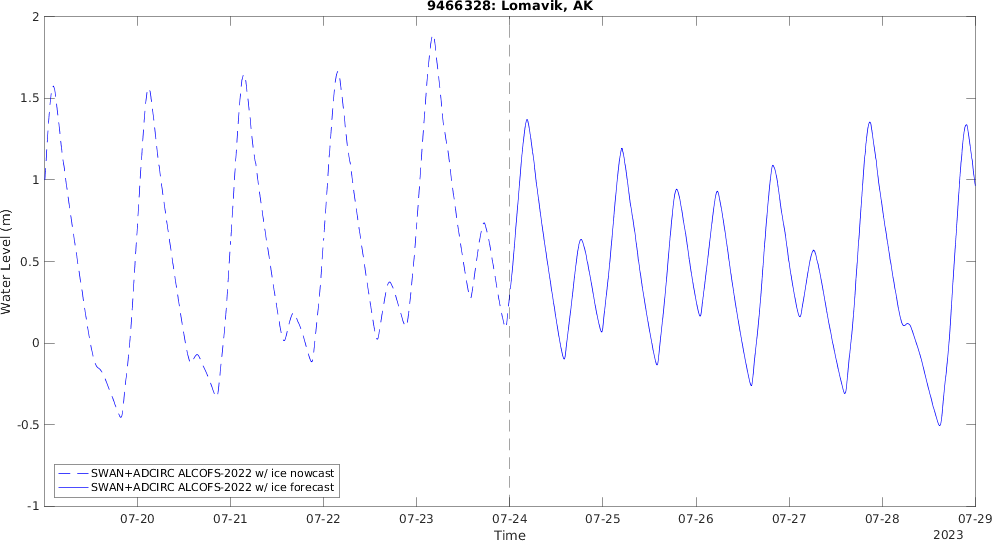 9466328: Lomavik, AK
2
1.5
1
0.5
0
-0.5
-1
Water Level (m)
SWAN+ADCIRC ALCOFS-2022 w/ ice nowcast
SWAN+ADCIRC ALCOFS-2022 w/ ice forecast
07-20 07-21 07-22 07-23 07-24 07-25 07-26 07-27 07-28 07-29
Time
2023